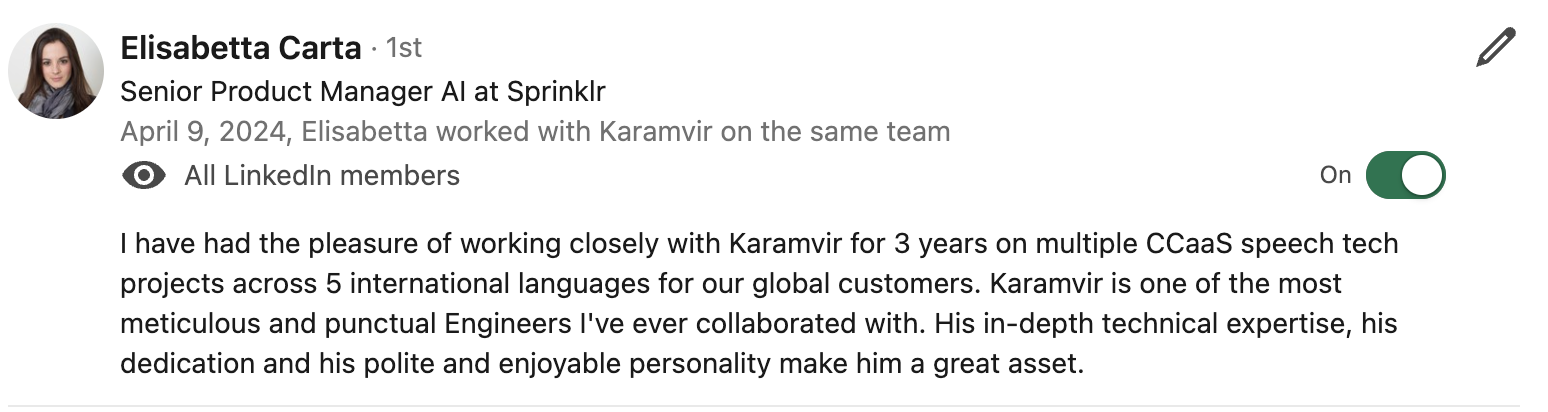 Elisabetta Carta · 1st
Senior Product Manager AI at Sprinklr
April 9, 2024, Elisabetta worked with Karamvir on the same team
All LinkedIn members
On
I have had the pleasure of working closely with Karamvir for 3 years on multiple CCaaS speech tech
projects across 5 international languages for our global customers. Karamvir is one of the most
meticulous and punctual Engineers I've ever collaborated with. His in-depth technical expertise, his
dedication and his polite and enjoyable personality make him a great asset.